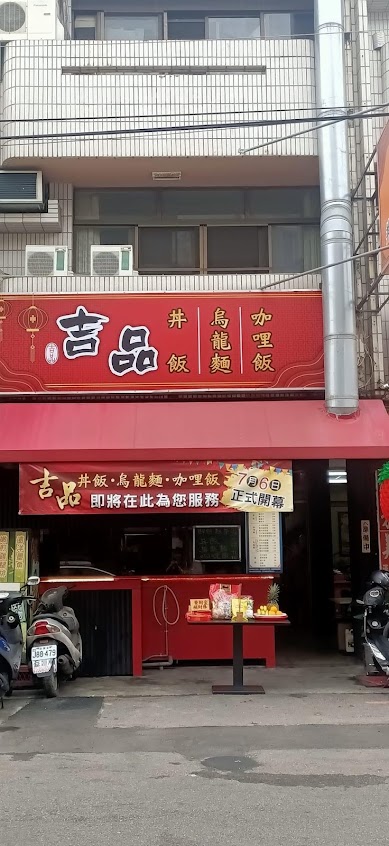 吉品
丼飯
烏龍麵
咖哩飯
吉品
丼飯·烏龍麵·咖哩飯
即將在此為您服務
7月6日
正式開幕
J88-479